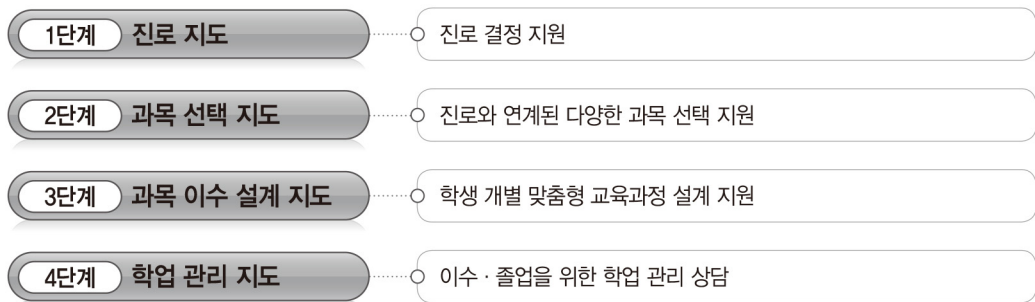 1단계 진로 지도 진로 결정 지원
2단계 과목 선택 지도 진로와 연계된 다양한 과목 선택 지원
3단계 과목 이수 설계 지도 학생 개별 맞춤형 교육과정 설계 지원
4단계 학업 관리 지도 이수 · 졸업을 위한 학업 관리 상담